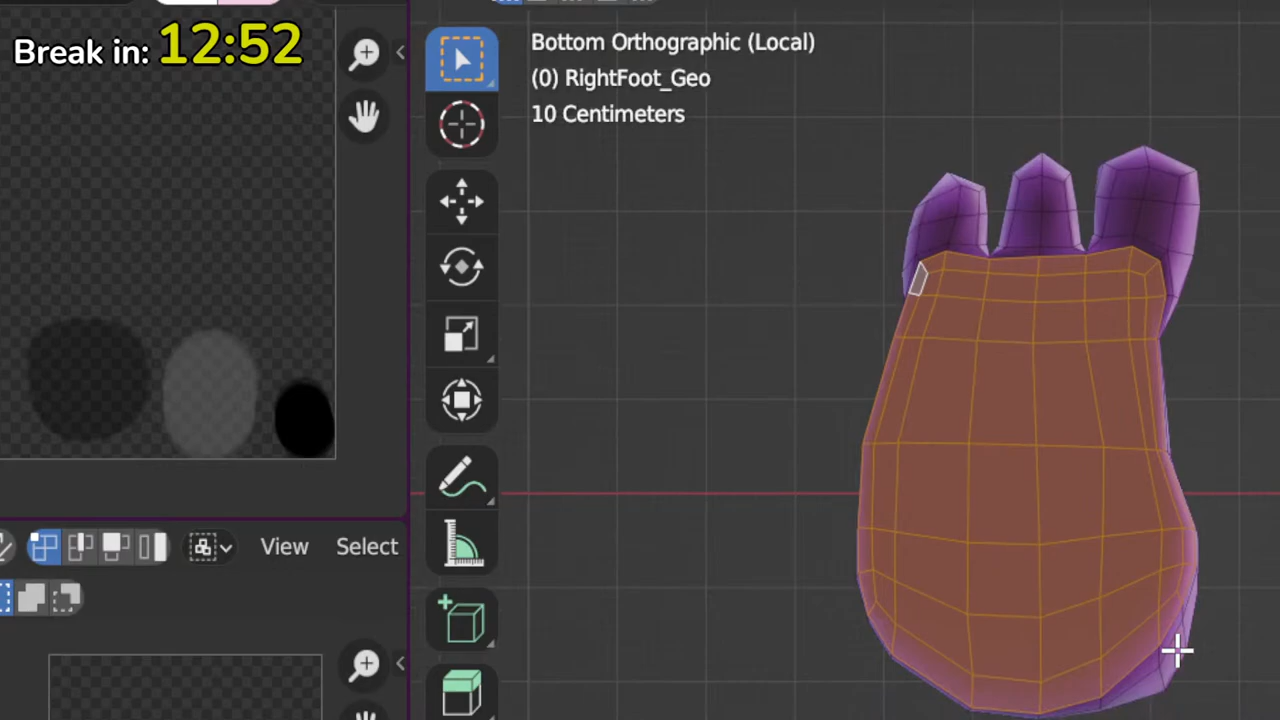 Break in: 12:52
Bottom Orthographic (Local)
(0) RightFoot_Geo
10 Centimeters
View
Select